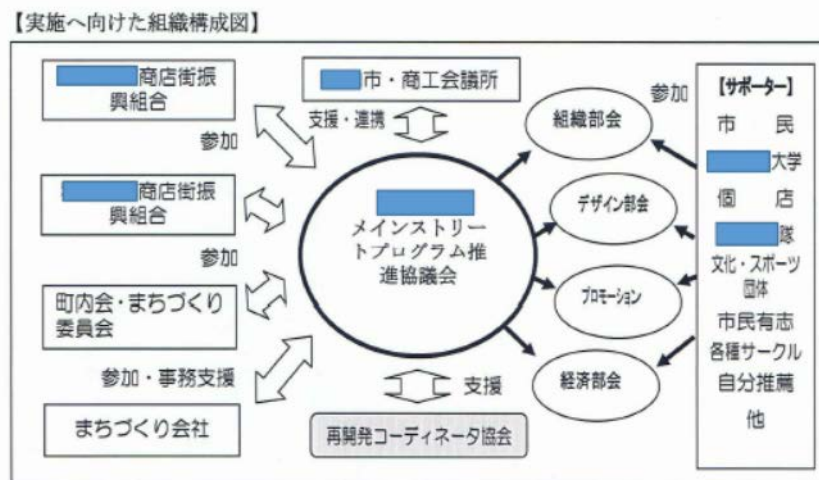 【実施へ向けた組織構成図】
商店街振
興組合
参加
商店街振
興組合
参加
町内会・まちづくり
委員会
参加・事務支援
まちづくり会社
市・商工会議所
支援・連携
メインストリー
トプログラム推
進協議会
支援
再開発コーディネータ協会
組織部会
デザイン部会
プロモーション
経済部会
参加
【サポーター】
市　民
大学
個　店
隊
文化・スポーツ
団体
市民有志
各種サークル
自分推薦
他